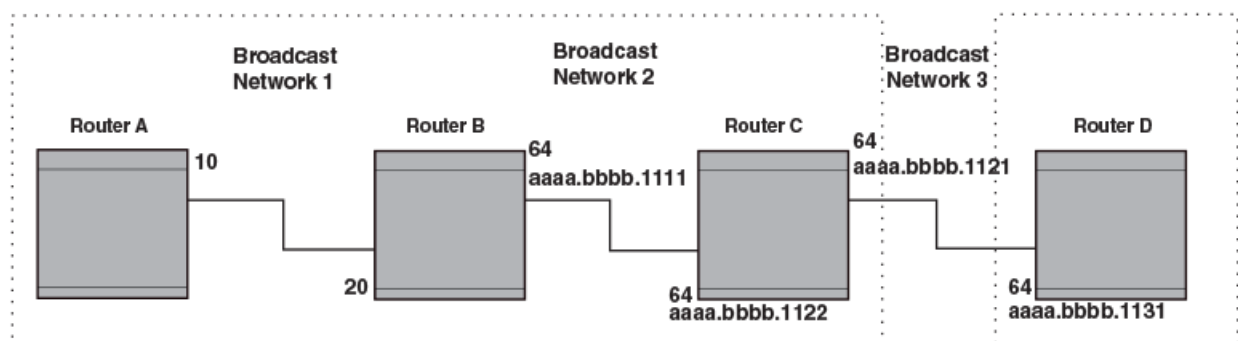 Broadcast
Network 1
Broadcast
Network 2
Broadcast
Network 3
Router A
Router B
Router C
Router D
10
64
aaaa.bbbb.1111
64
aaaa.bbbb.1121
20
64
aaaa.bbbb.1122
64
aaaa.bbbb.1131